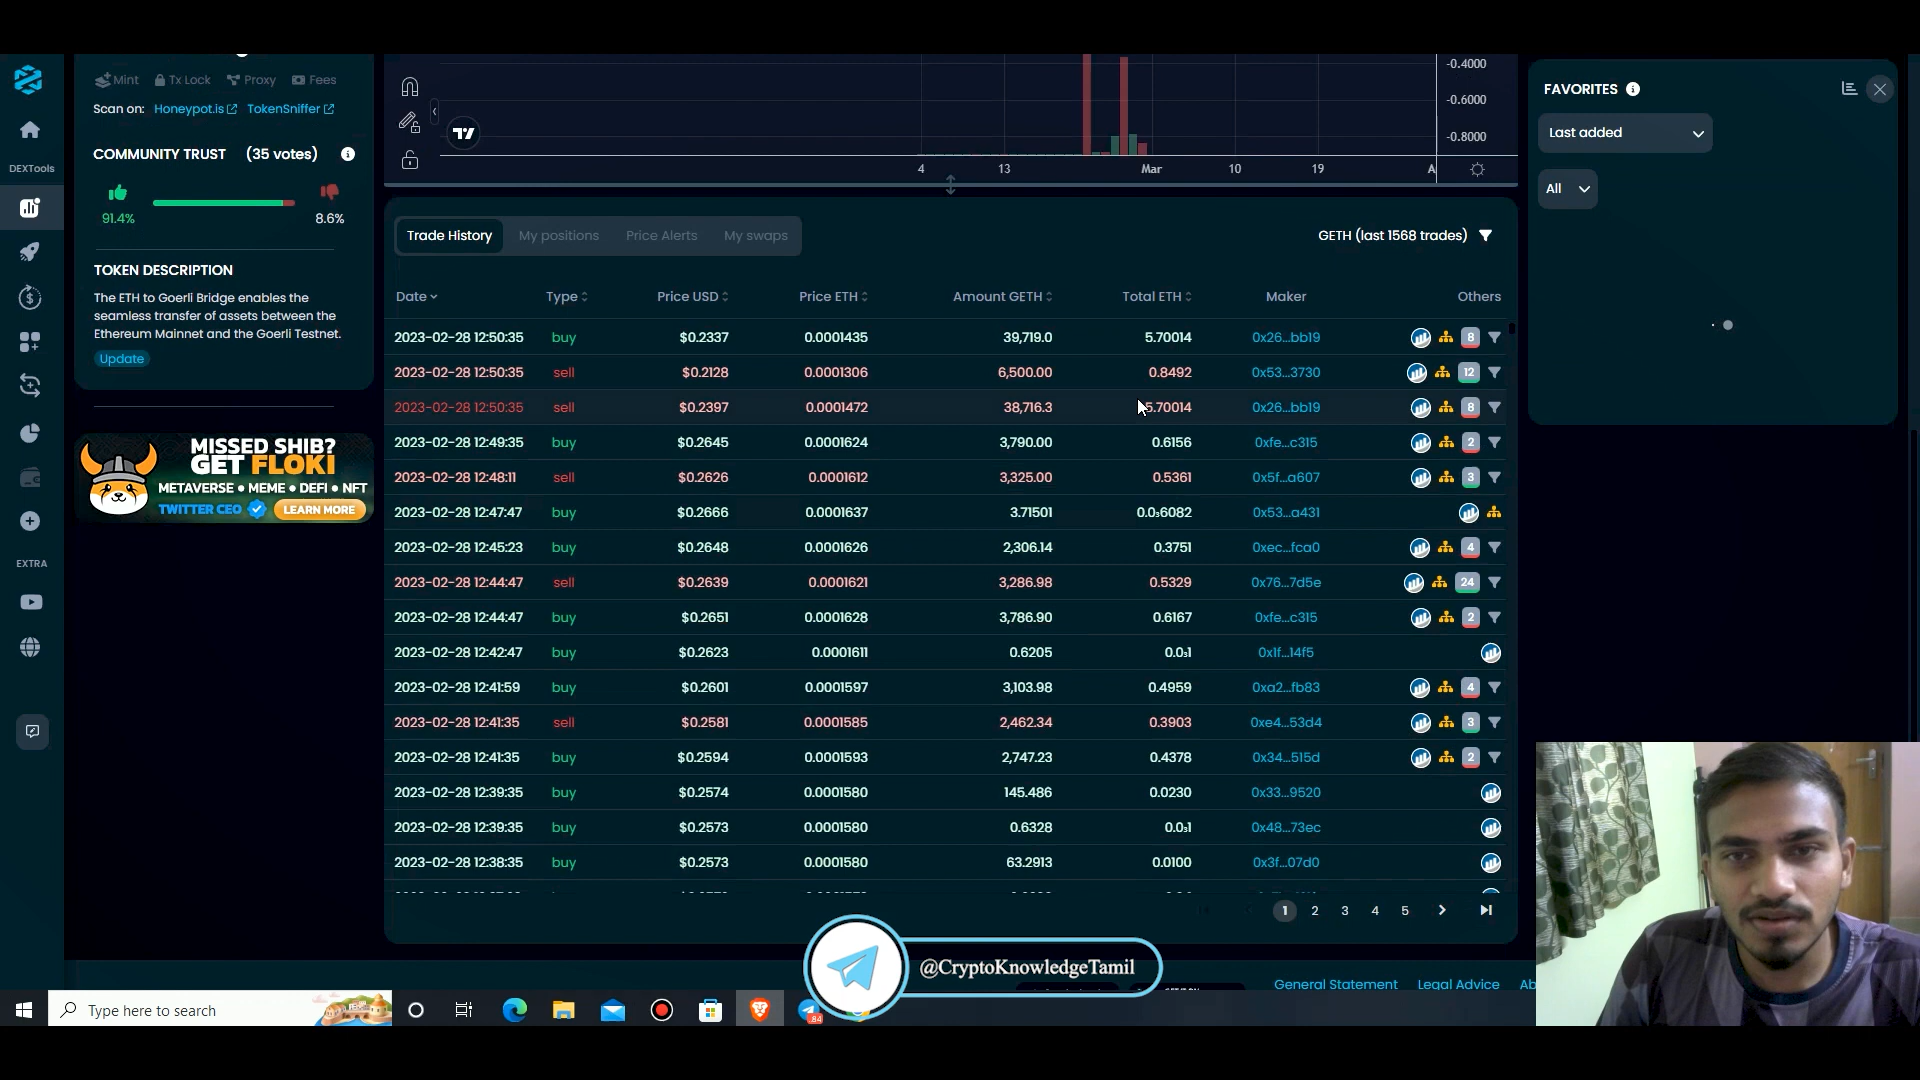 Mint Tx Lock Proxy Fees
Scan on: Honeypot.is TokenSniffer
COMMUNITY TRUST (35 votes)
91.4% 8.6%
TOKEN DESCRIPTION
The ETH to Goerli Bridge enables the
seamless transfer of assets between the
Ethereum Mainnet and the Goerli Testnet.
Update
MISSED SHIB?
GET FLOKI
METAVERSE • MEME • DEFI • NFT
TWITTER CEO LEARN MORE
DEXTools
EXTRA
-0.4000
-0.6000
-0.8000
4 13 Mar 10 19 A
Trade History My positions Price Alerts My swaps
GETH (last 1568 trades)
Date Type Price USD Price ETH Amount GETH Total ETH Maker Others
2023-02-28 12:50:35 buy $0.2337 0.0001435 39,719.0 5.70014 0x26...bb19 8
2023-02-28 12:50:35 sell $0.2128 0.0001306 6,500.00 0.8492 0x53...3730 12
2023-02-28 12:50:35 sell $0.2397 0.0001472 38,716.3 5.70014 0x26...bb19 8
2023-02-28 12:49:35 buy $0.2645 0.0001624 3,790.00 0.6156 0xfe...c315 2
2023-02-28 12:48:11 sell $0.2626 0.0001612 3,325.00 0.5361 0x5f...a607 3
2023-02-28 12:47:47 buy $0.2666 0.0001637 3.71501 0.0₃6082 0x53...a431
2023-02-28 12:45:23 buy $0.2648 0.0001626 2,306.14 0.3751 0xec...fca0 4
2023-02-28 12:44:47 sell $0.2639 0.0001621 3,286.98 0.5329 0x76...7d5e 24
2023-02-28 12:44:47 buy $0.2651 0.0001628 3,786.90 0.6167 0xfe...c315 2
2023-02-28 12:42:47 buy $0.2623 0.0001611 0.6205 0.0₃1 0x1f...14f5
2023-02-28 12:41:59 buy $0.2601 0.0001597 3,103.98 0.4959 0xa2...fb83 4
2023-02-28 12:41:35 sell $0.2581 0.0001585 2,462.34 0.3903 0xe4...53d4 3
2023-02-28 12:41:35 buy $0.2594 0.0001593 2,747.23 0.4378 0x34...515d 2
2023-02-28 12:39:35 buy $0.2574 0.0001580 145.486 0.0230 0x33...9520
2023-02-28 12:39:35 buy $0.2573 0.0001580 0.6328 0.0₃1 0x48...73ec
2023-02-28 12:38:35 buy $0.2573 0.0001580 63.2913 0.0100 0x3f...07d0
1 2 3 4 5
FAVORITES
Last added
All
@CryptoKnowledgeTamil
General Statement Legal Advice Ab
Type here to search
84